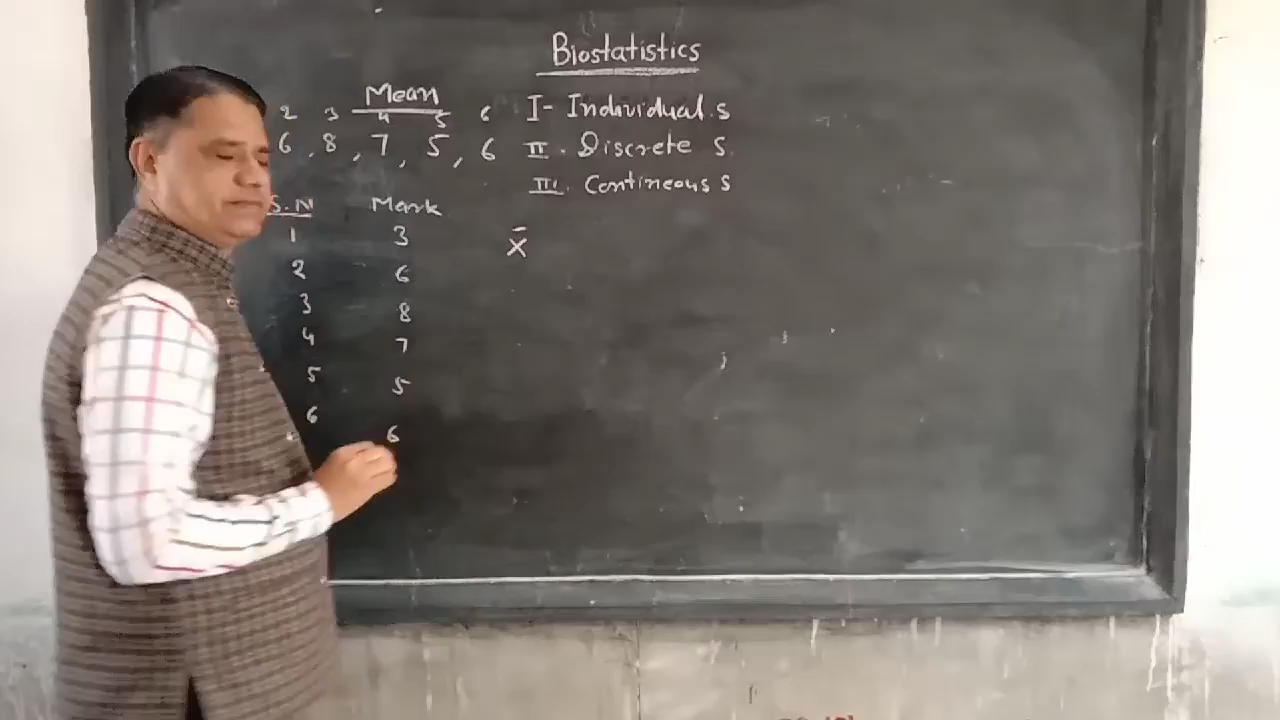 Biostatistics
Mean
2 3 4 5 6
6, 8, 7, 5, 6
I- Individual s
II. Discrete s.
III. Contineous s
S.N Mark
1 3
2 6
3 8
4 7
5 5
6 6
x̄